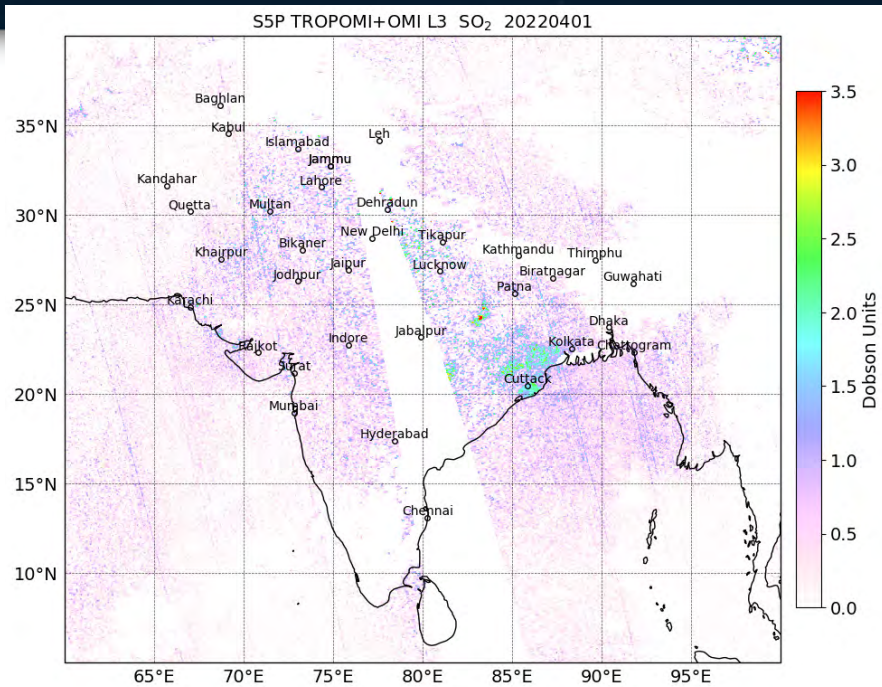 S5P TROPOMI+OMI L3 SO₂ 20220401
Baghlan
3.5
35°N
Kabul
Islamabad
Leh
Jammu
3.0
Kandahar
Lahore
Quetta
Multan
Dehradun
30°N
New Delhi
Tikapur
2.5
Bikaner
Kathmandu
Khairpur
Thimphu
Jaipur
Lucknow
Biratnagar
Jodhpur
Guwahati
Patna
25°N
Karachi
2.0
Dhaka
Rajkot
Indore
Jabalpur
Kolkata
Chattogram
Dobson Units
Surat
Cuttack
1.5
20°N
Mumbai
Hyderabad
1.0
15°N
Chennai
0.5
10°N
0.0
65°E 70°E 75°E 80°E 85°E 90°E 95°E